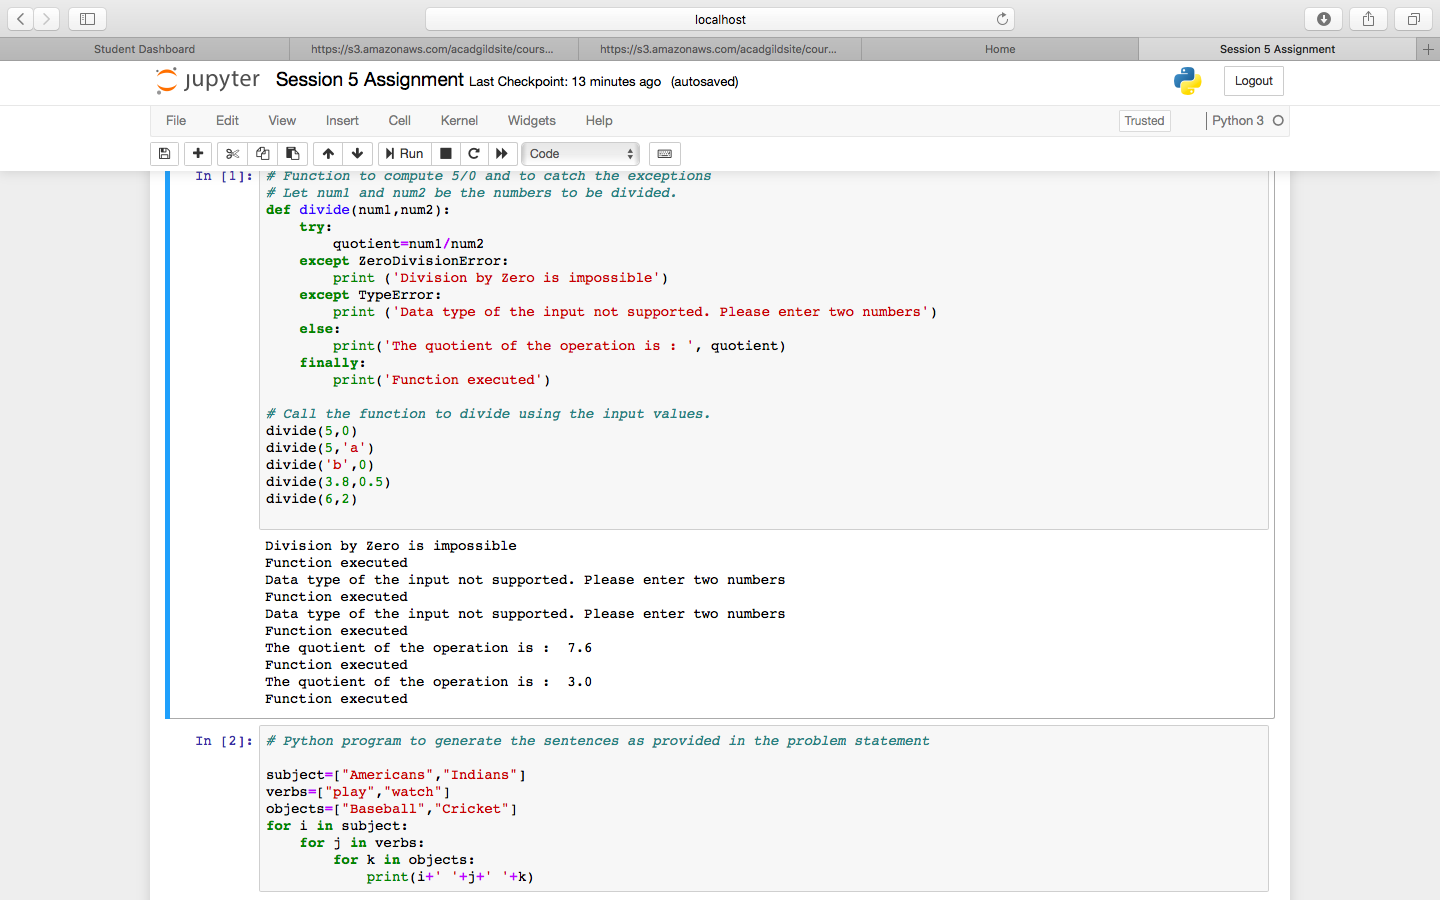 localhost
Student Dashboard
https://s3.amazonaws.com/acadgildsite/cours...
https://s3.amazonaws.com/acadgildsite/cour...
Home
Session 5 Assignment
jupyter Session 5 Assignment Last Checkpoint: 13 minutes ago (autosaved)
Logout
File Edit View Insert Cell Kernel Widgets Help
Trusted
Python 3
Run
Code
In [1]: # Function to compute 5/0 and to catch the exceptions
# Let num1 and num2 be the numbers to be divided.
def divide(num1,num2):
    try:
        quotient=num1/num2
    except ZeroDivisionError:
        print ('Division by Zero is impossible')
    except TypeError:
        print ('Data type of the input not supported. Please enter two numbers')
    else:
        print('The quotient of the operation is : ', quotient)
    finally:
        print('Function executed')
# Call the function to divide using the input values.
divide(5,0)
divide(5,'a')
divide('b',0)
divide(3.8,0.5)
divide(6,2)
Division by Zero is impossible
Function executed
Data type of the input not supported. Please enter two numbers
Function executed
Data type of the input not supported. Please enter two numbers
Function executed
The quotient of the operation is :  7.6
Function executed
The quotient of the operation is :  3.0
Function executed
In [2]: # Python program to generate the sentences as provided in the problem statement
subject=["Americans","Indians"]
verbs=["play","watch"]
objects=["Baseball","Cricket"]
for i in subject:
    for j in verbs:
        for k in objects:
            print(i+' '+j+' '+k)